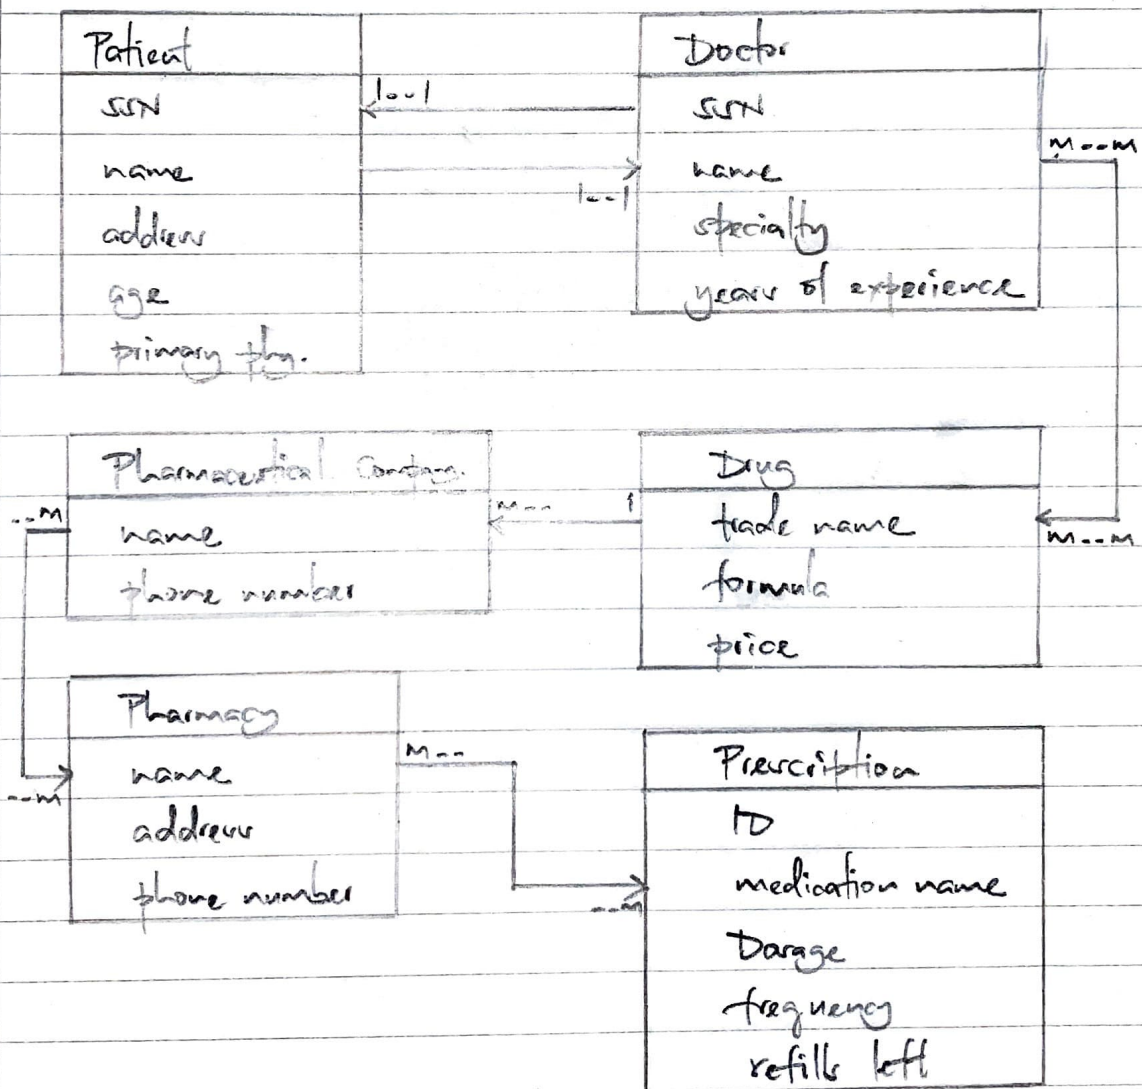 Patient
SSN
name
address
age
primary phy.
1..1
1..1
Doctor
SSN
name
specialty
years of experience
M..M
M..M
Pharmaceutical Company.
name
phone number
..M
M..
1
Drug
trade name
formula
price
Pharmacy
name
address
phone number
..M
M..
..M
Prescription
ID
medication name
Dosage
frequency
refills left